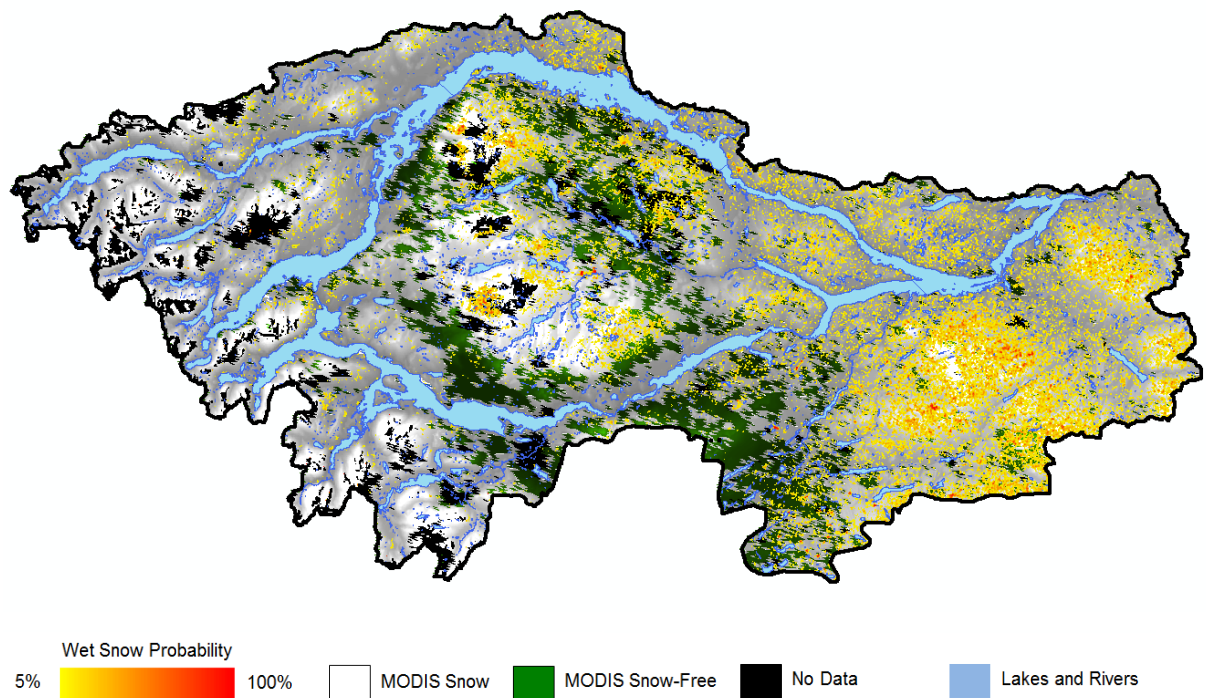 Wet Snow Probability
5%
100%
MODIS Snow
MODIS Snow-Free
No Data
Lakes and Rivers